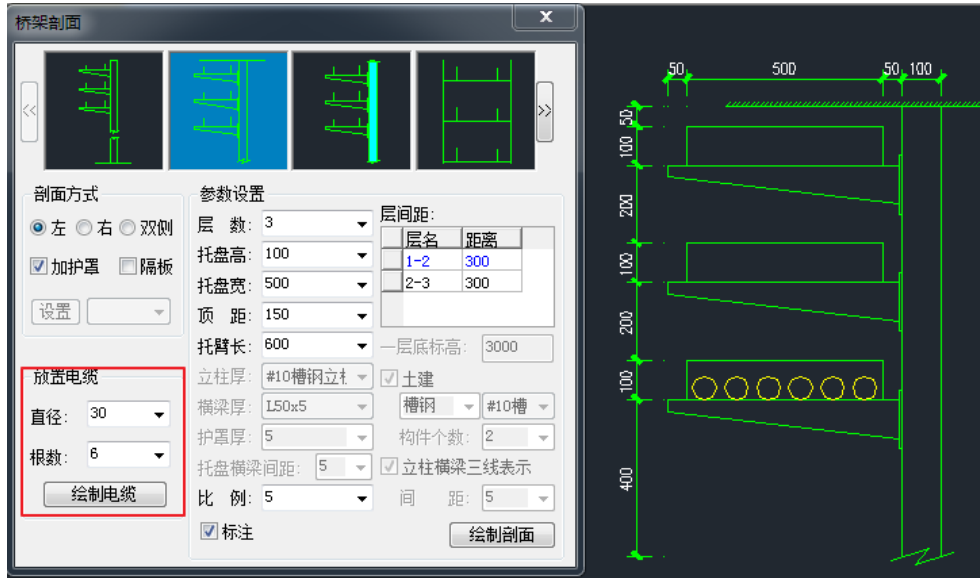 桥架剖面
X
<<
>>
剖面方式
左 右 双侧
加护罩 隔板
设置
放置电缆
直径: 30
根数: 6
绘制电缆
参数设置
层 数: 3
托盘高: 100
托盘宽: 500
顶 距: 150
托臂长: 600
立柱厚: #10槽钢立柱
横梁厚: L50x5
护罩厚: 5
托盘横梁间距: 5
比 例: 5
标注
层间距:
层名 距离
1-2 300
2-3 300
一层底标高: 3000
土建
槽钢 #10槽
构件个数: 2
立柱横梁三线表示
间 距: 5
绘制剖面
50 500 50 100
50
100
200
100
200
100
400